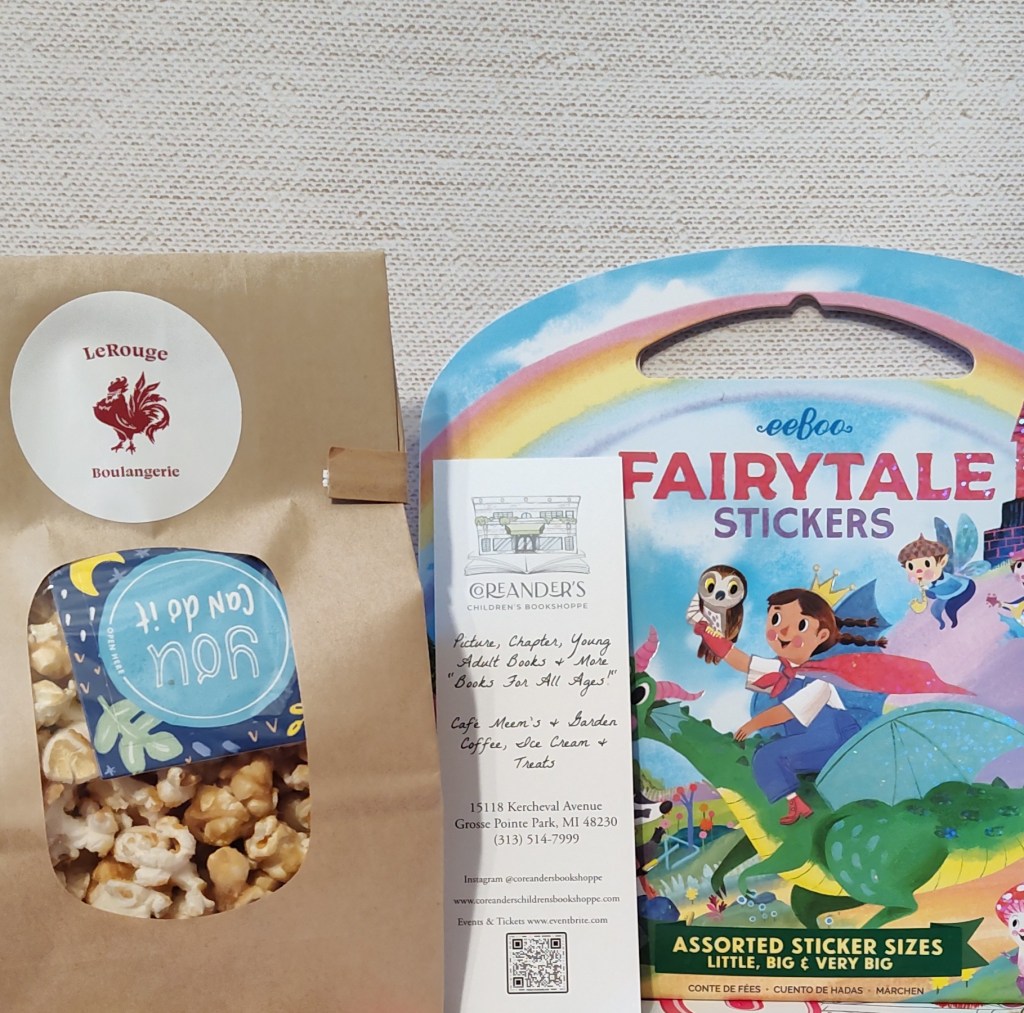 LeRouge
Boulangerie
YOU
can do it
OPEN HERE
COREANDER'S
CHILDREN'S BOOKSHOPPE
Picture, Chapter, Young
Adult Books & More
"Books For All Ages!"
Café Meem's & Garden
Coffee, Ice Cream &
Treats
15118 Kercheval Avenue
Grosse Pointe Park, MI 48230
(313) 514-7999
Instagram @coreandersbookshoppe
www.coreanderschildrensbookshoppe.com
Events & Tickets www.eventbrite.com
eeBoo
FAIRYTALE
STICKERS
ASSORTED STICKER SIZES
LITTLE, BIG & VERY BIG
CONTE DE FÉES · CUENTO DE HADAS · MÄRCHEN